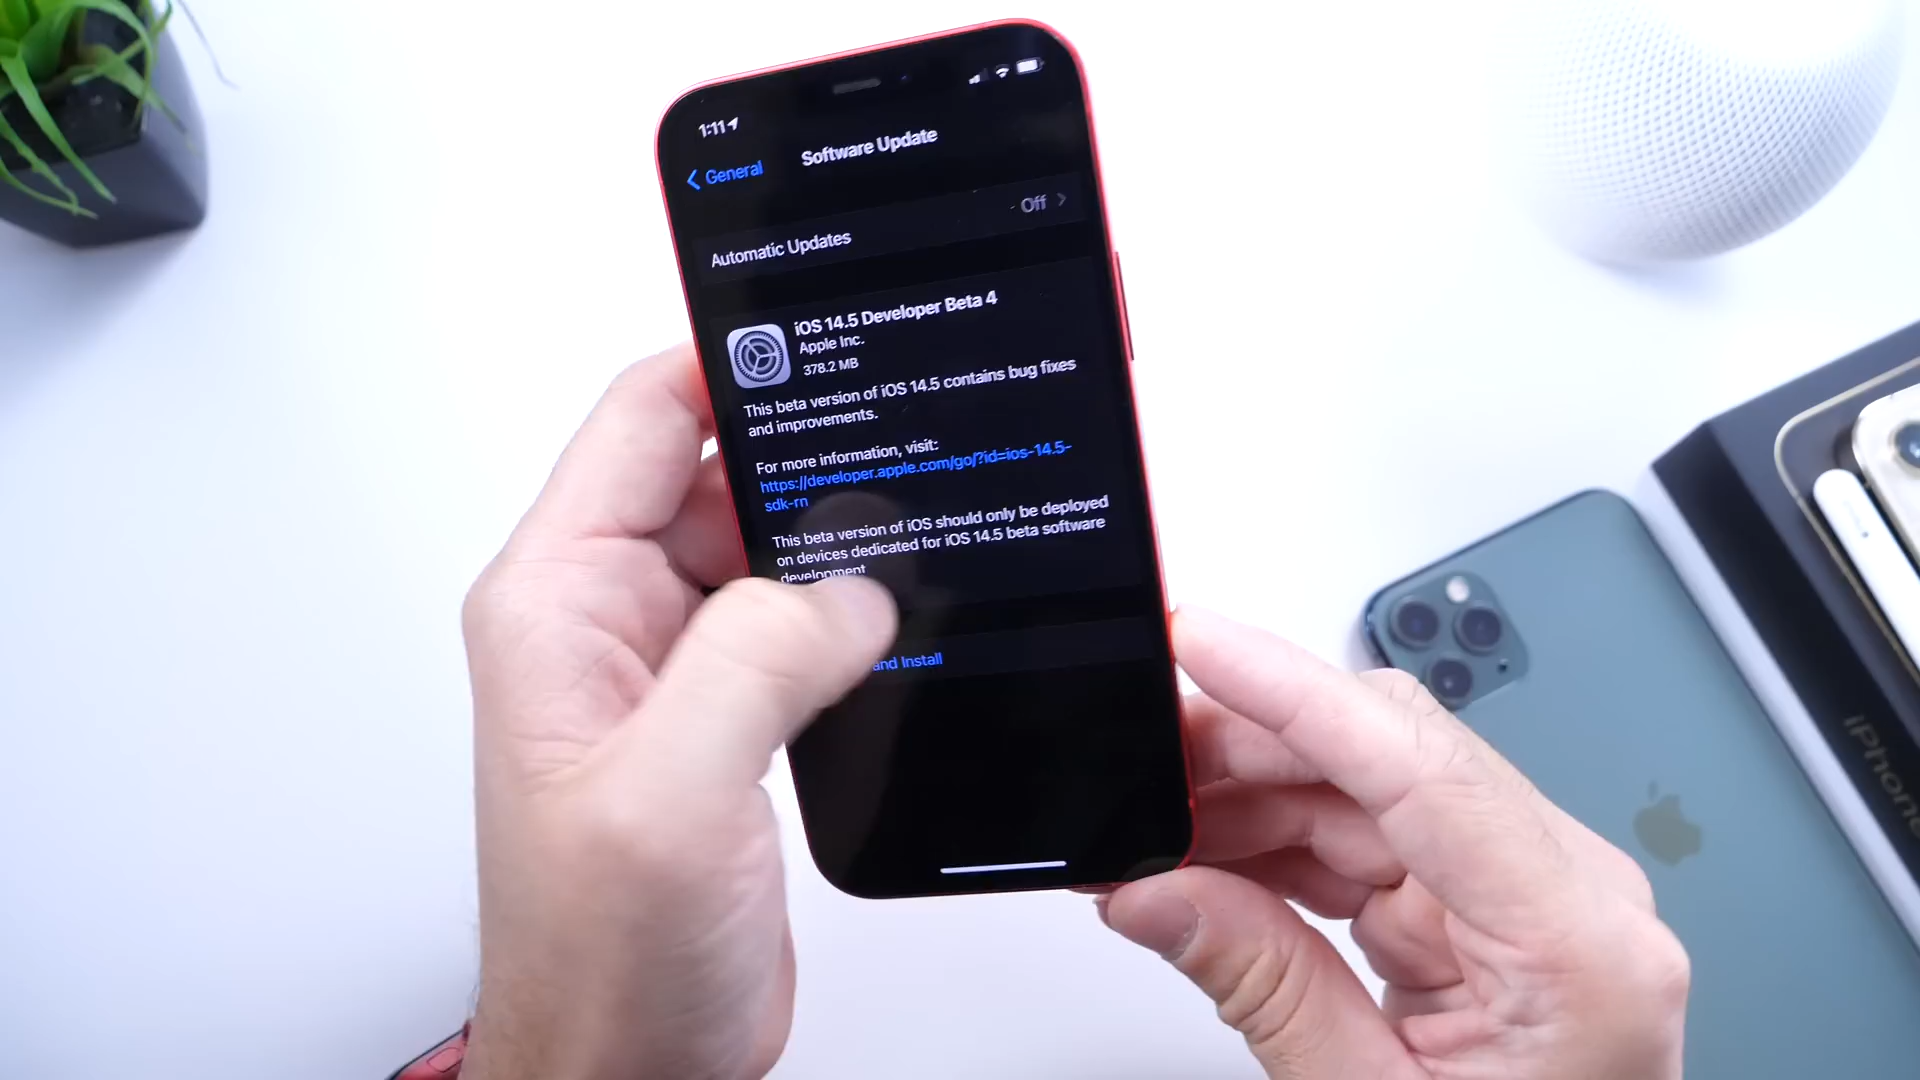 1:11
General
Software Update
Off
Automatic Updates
iOS 14.5 Developer Beta 4
Apple Inc.
378.2 MB
This beta version of iOS 14.5 contains bug fixes
and improvements.
For more information, visit:
https://developer.apple.com/go/?id=ios-14.5-
sdk-rn
This beta version of iOS should only be deployed
on devices dedicated for iOS 14.5 beta software
development
and Install
iPhone